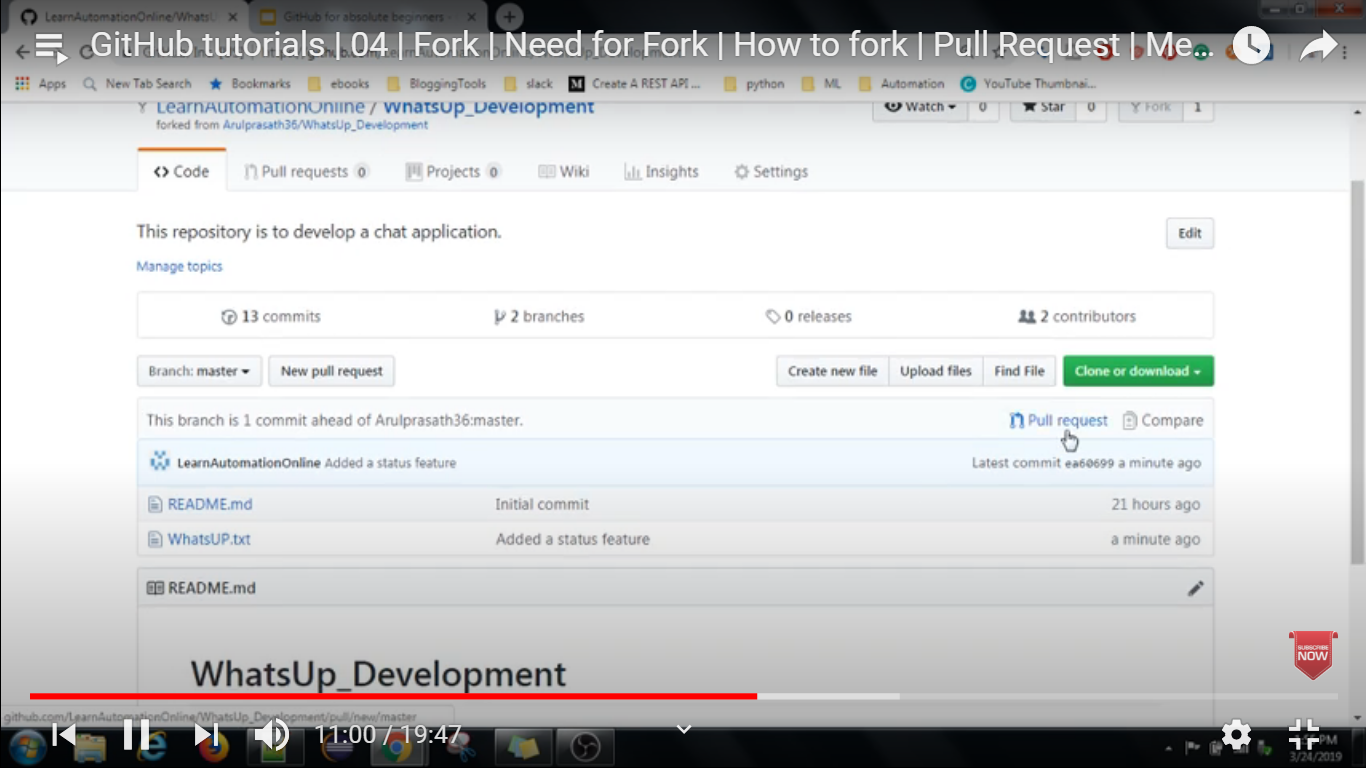 LearnAutomationOnline/WhatsU
GitHub for absolute beginners
GitHub tutorials | 04 | Fork | Need for Fork | How to fork | Pull Request | Me...
Apps New Tab Search Bookmarks ebooks BloggingTools slack Create A REST API ... python ML Automation YouTube Thumbnai...
LearnAutomationOnline / WhatsUp_Development
Watch 0 Star 0 Fork 1
forked from Arulprasath36/WhatsUp_Development
Code Pull requests 0 Projects 0 Wiki Insights Settings
This repository is to develop a chat application.
Edit
Manage topics
13 commits 2 branches 0 releases 2 contributors
Branch: master New pull request Create new file Upload files Find File Clone or download
This branch is 1 commit ahead of Arulprasath36:master. Pull request Compare
LearnAutomationOnline Added a status feature Latest commit ea60699 a minute ago
README.md Initial commit 21 hours ago
WhatsUP.txt Added a status feature a minute ago
README.md
SUBSCRIBE
NOW
WhatsUp_Development
github.com/LearnAutomationOnline/WhatsUp_Development/pull/new/master
11:00 / 19:47
PM
3/24/2019